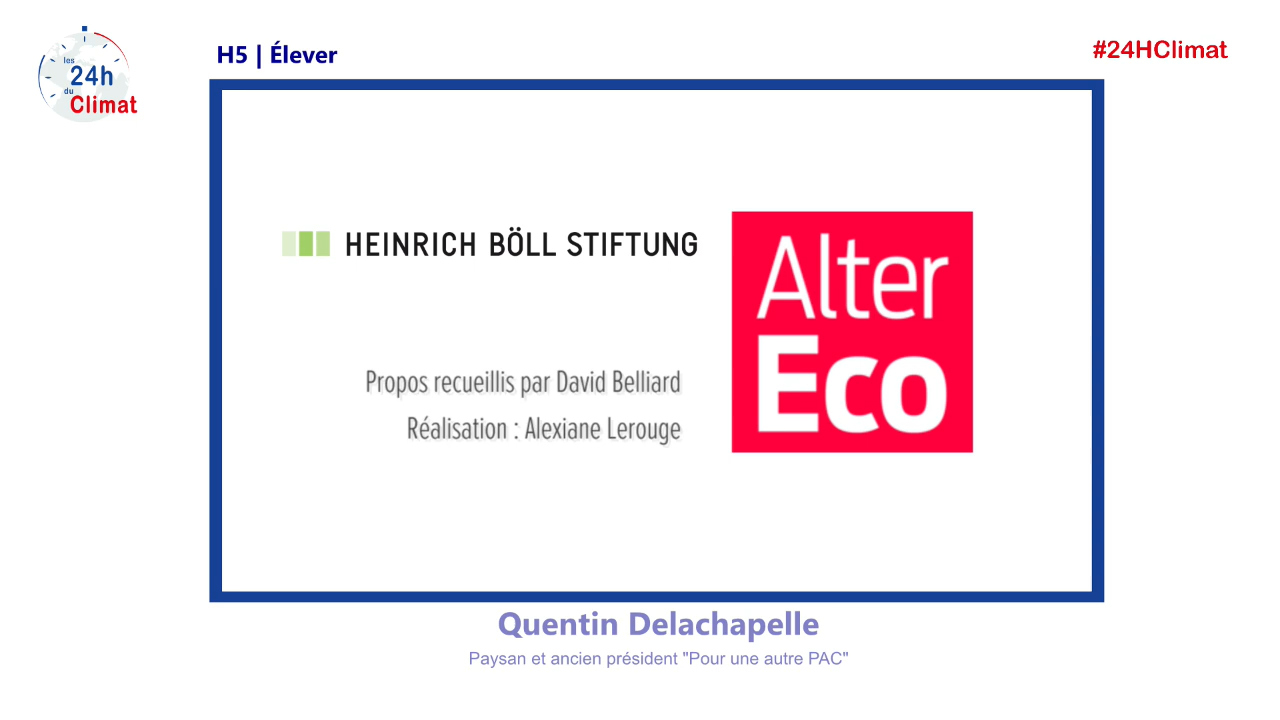 les
24h
du
Climat
H5 | Élever
#24HClimat
HEINRICH BÖLL STIFTUNG
Alter
Eco
Propos recueillis par David Belliard
Réalisation : Alexiane Lerouge
Quentin Delachapelle
Paysan et ancien président "Pour une autre PAC"